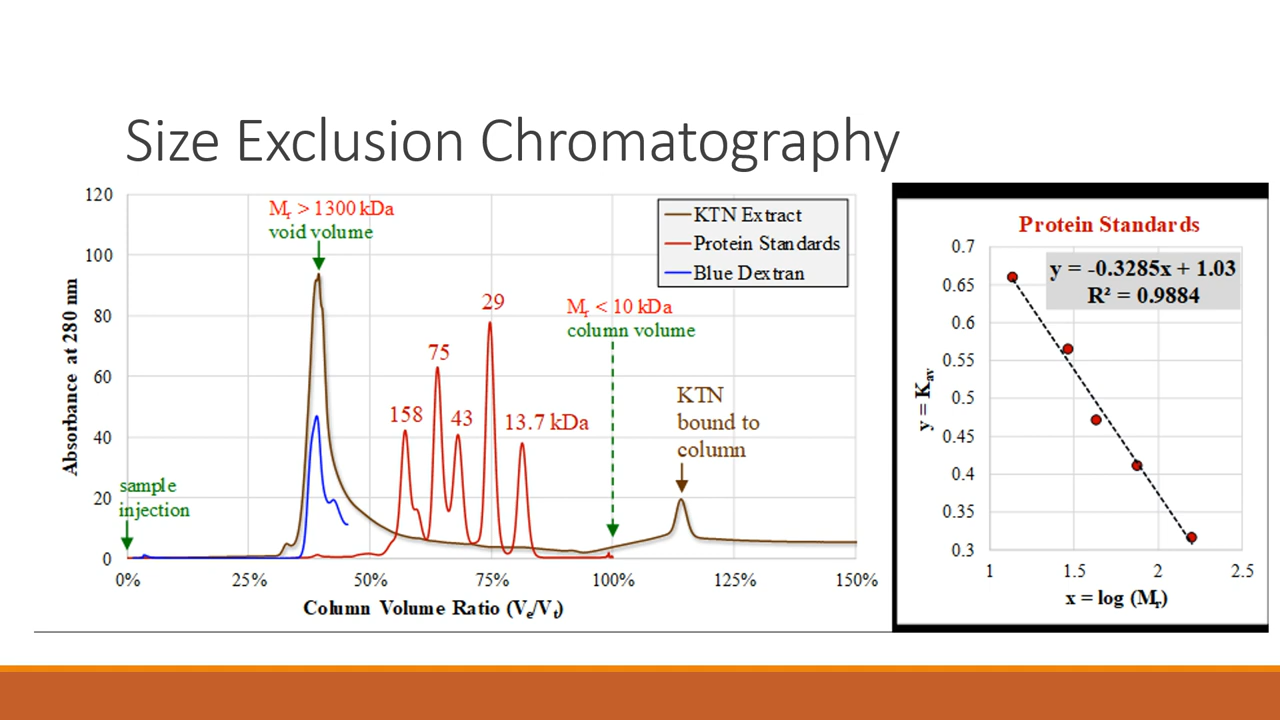 Size Exclusion Chromatography
120
100
80
60
40
20
0
Absorbance at 280 nm
0%
25%
50%
75%
100%
125%
150%
Column Volume Ratio (Ve/Vt)
sample
injection
Mr > 1300 kDa
void volume
158
75
43
29
13.7 kDa
Mr < 10 kDa
column volume
KTN
bound to
column
KTN Extract
Protein Standards
Blue Dextran
Protein Standards
y = -0.3285x + 1.03
R² = 0.9884
0.7
0.65
0.6
0.55
0.5
0.45
0.4
0.35
0.3
y = Kav
1
1.5
2
2.5
x = log (Mr)